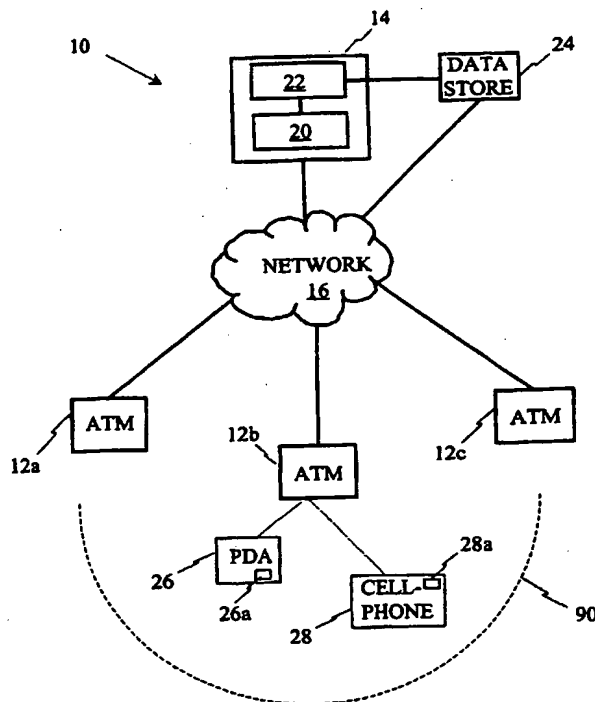 10
14
24
22
20
DATA
STORE
NETWORK
16
ATM
12a
12b
ATM
ATM
12c
PDA
26
26a
28a
CELL-
PHONE
28
90